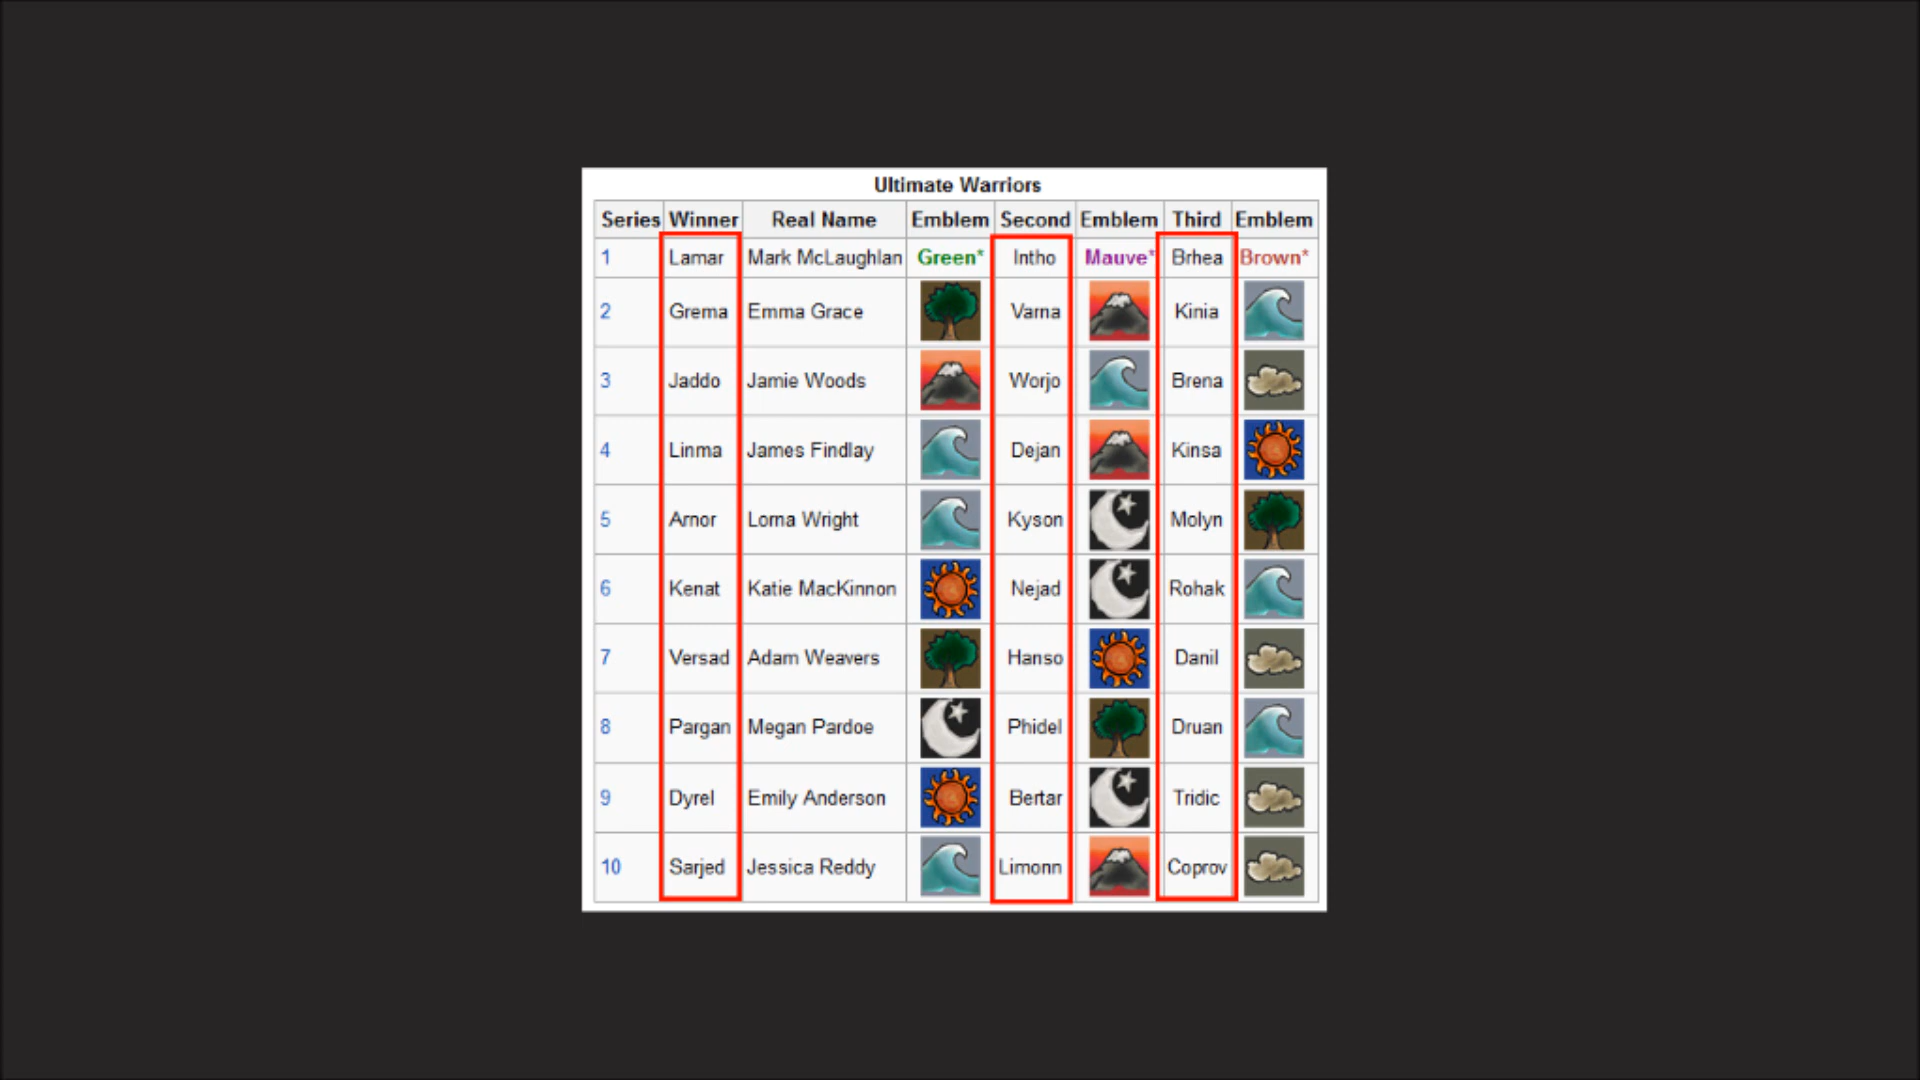 Ultimate Warriors
Series Winner Real Name Emblem Second Emblem Third Emblem
1 Lamar Mark McLaughlan Green* Intho Mauve* Brhea Brown*
2 Grema Emma Grace Varna Kinia
3 Jaddo Jamie Woods Worjo Brena
4 Linma James Findlay Dejan Kinsa
5 Arnor Lorna Wright Kyson Molyn
6 Kenat Katie MacKinnon Nejad Rohak
7 Versad Adam Weavers Hanso Danil
8 Pargan Megan Pardoe Phidel Druan
9 Dyrel Emily Anderson Bertar Tridic
10 Sarjed Jessica Reddy Limonn Coprov